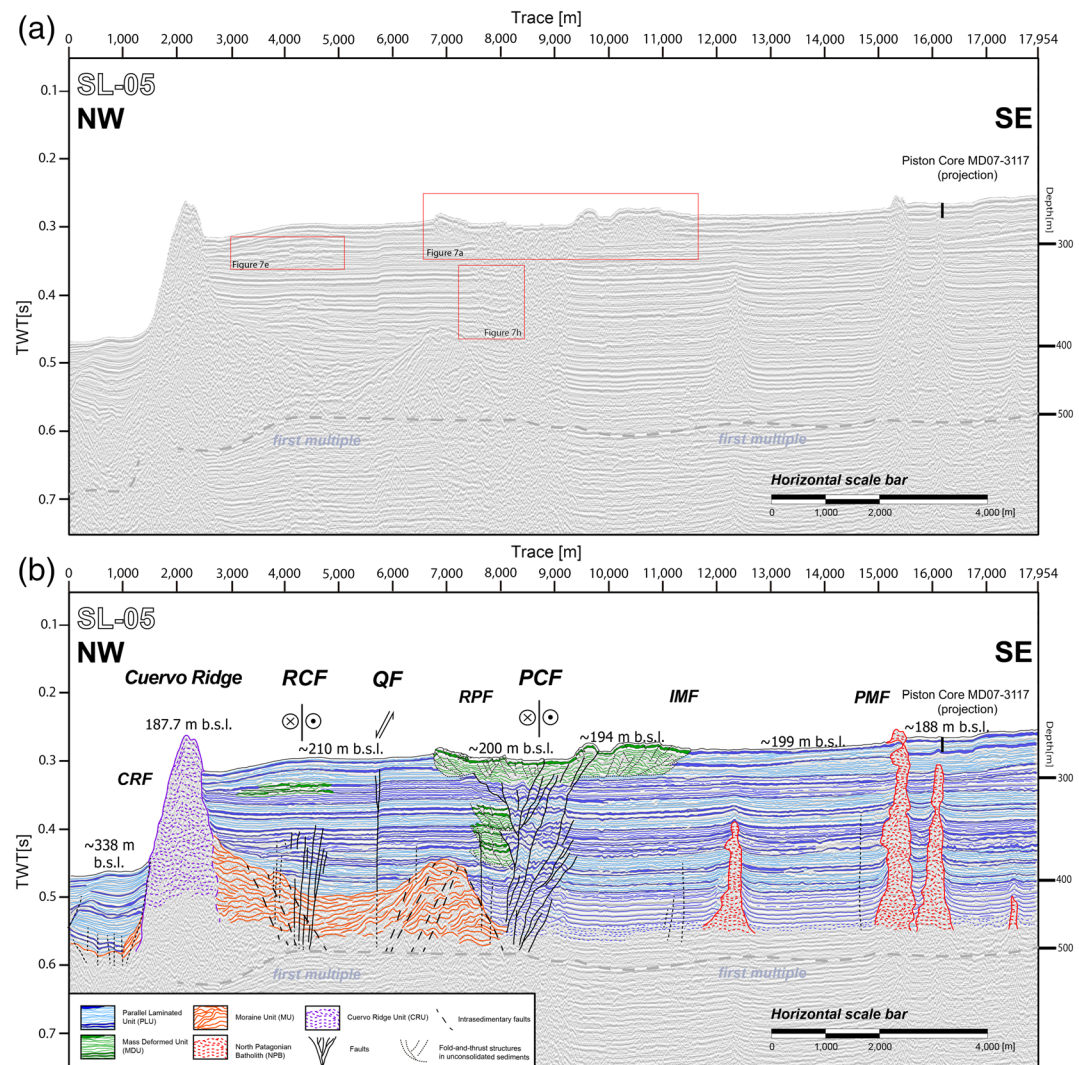 (a)
Trace [m]
0 1,000 2,000 3,000 4,000 5,000 6,000 7,000 8,000 9,000 10,000 11,000 12,000 13,000 14,000 15,000 16,000 17,954
SL-05
NW
SE
Piston Core MD07-3117
(projection)
TWT[s]
0.1
0.2
0.3
0.4
0.5
0.6
0.7
Depth[m]
300
400
500
Figure 7e
Figure 7a
Figure 7h
first multiple
first multiple
Horizontal scale bar
0 1,000 2,000 4,000 [m]
(b)
Trace [m]
0 1,000 2,000 3,000 4,000 5,000 6,000 7,000 8,000 9,000 10,000 11,000 12,000 13,000 14,000 15,000 16,000 17,954
SL-05
NW
SE
Cuervo Ridge
RCF
QF
RPF
PCF
IMF
PMF
Piston Core MD07-3117
(projection)
187.7 m b.s.l.
~210 m b.s.l.
~200 m b.s.l.
~194 m b.s.l.
~199 m b.s.l.
~188 m b.s.l.
CRF
~338 m
b.s.l.
TWT[s]
0.1
0.2
0.3
0.4
0.5
0.6
0.7
Depth[m]
300
400
500
first multiple
first multiple
Parallel Laminated
Unit (PLU)
Moraine Unit (MU)
Cuervo Ridge Unit (CRU)
Intrasedimentary faults
Mass Deformed Unit
(MDU)
North Patagonian
Batholith (NPB)
Faults
Fold-and-thrust structures
in unconsolidated sediments
Horizontal scale bar
0 1,000 2,000 4,000 [m]